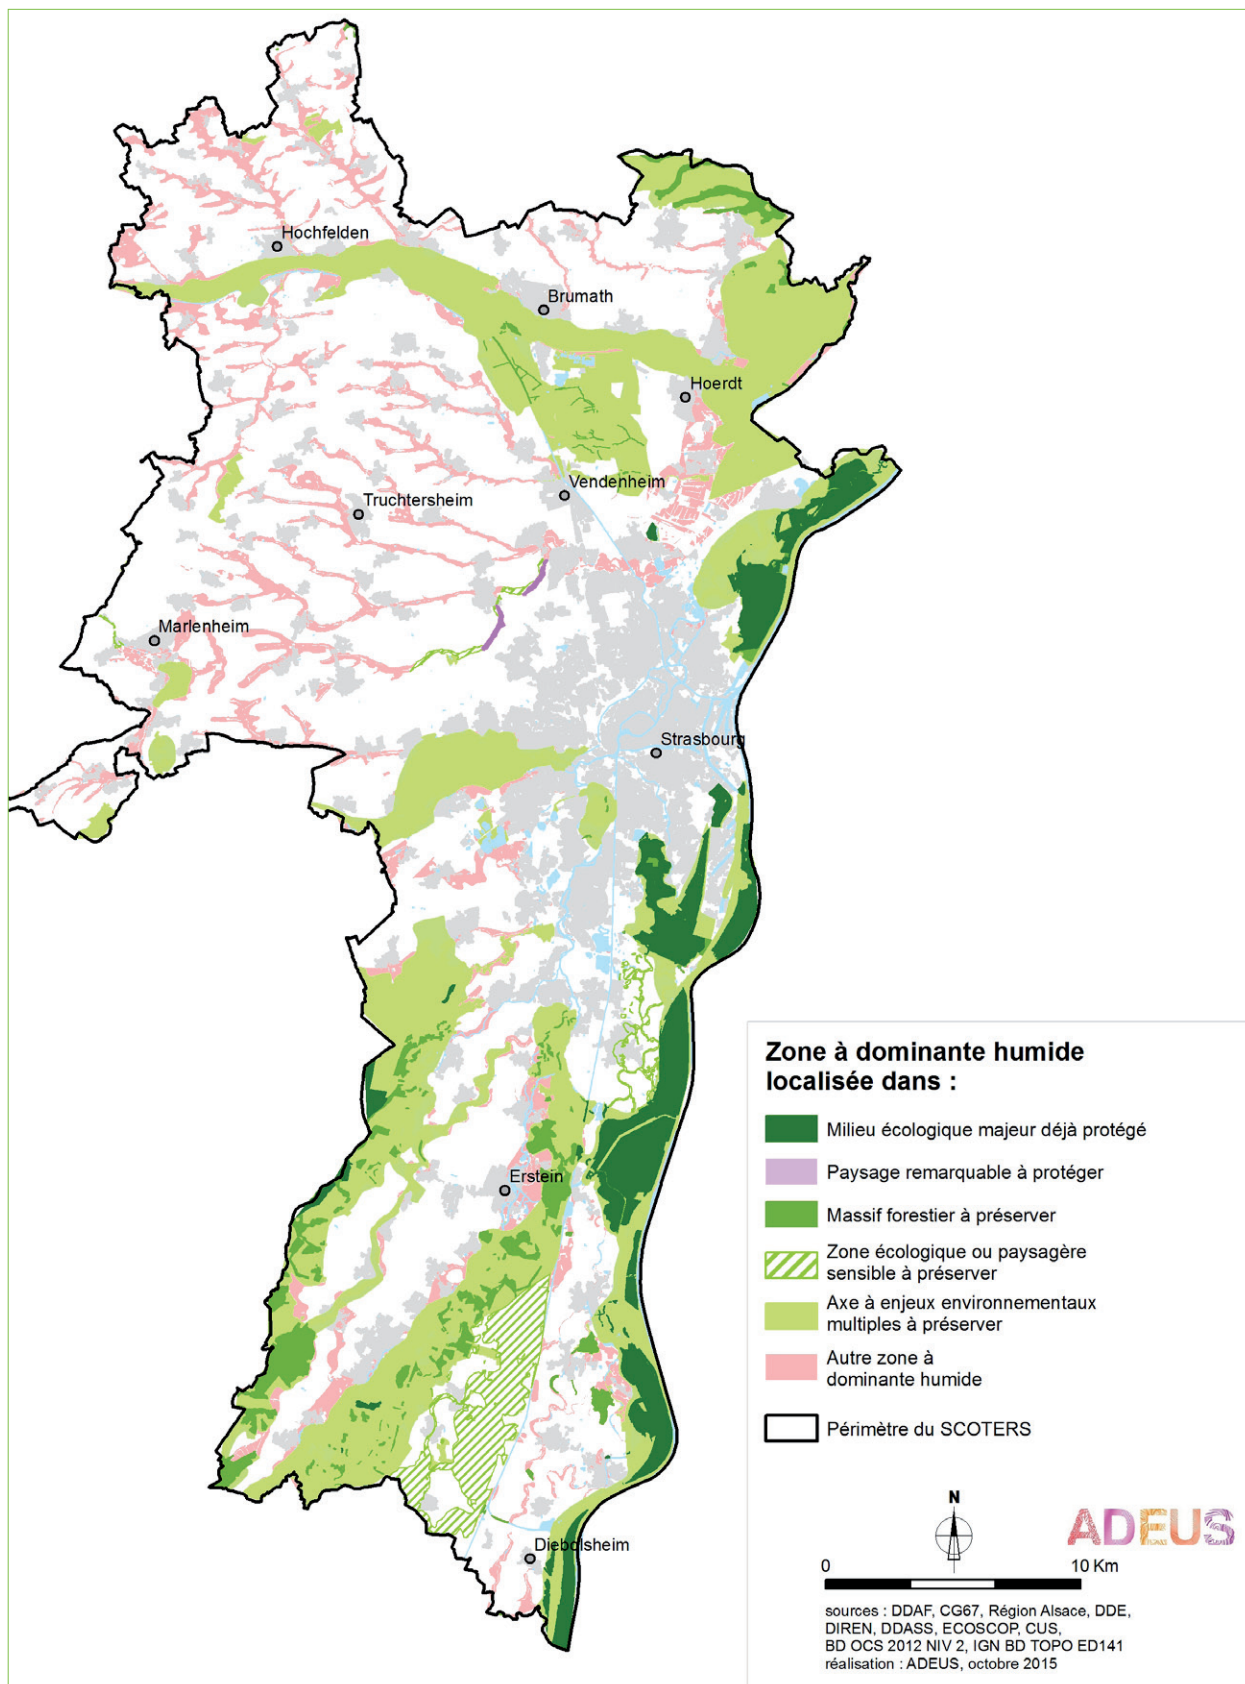 Hochfelden
Brumath
Hoerdt
Vendenheim
Truchtersheim
Marlenheim
Strasbourg
Erstein
Diebolsheim
Zone à dominante humide
localisée dans :
Milieu écologique majeur déjà protégé
Paysage remarquable à protéger
Massif forestier à préserver
Zone écologique ou paysagère
sensible à préserver
Axe à enjeux environnementaux
multiples à préserver
Autre zone à
dominante humide
Périmètre du SCOTERS
N
ADEUS
0 10 Km
sources : DDAF, CG67, Région Alsace, DDE,
DIREN, DDASS, ECOSCOP, CUS,
BD OCS 2012 NIV 2, IGN BD TOPO ED141
réalisation : ADEUS, octobre 2015